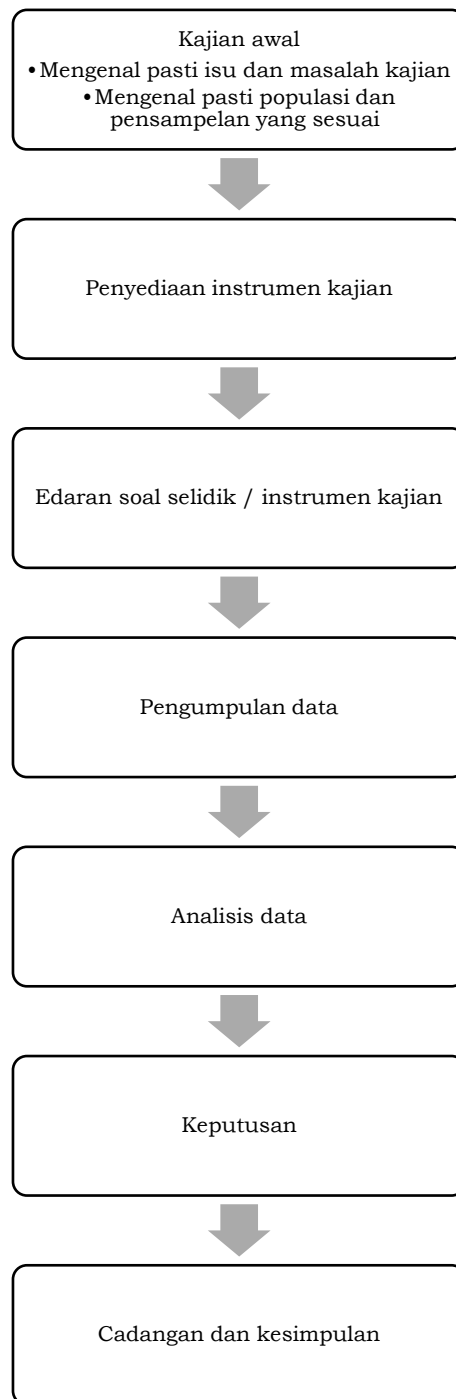 Kajian awal
•Mengenal pasti isu dan masalah kajian
•Mengenal pasti populasi dan
pensampelan yang sesuai
Penyediaan instrumen kajian
Edaran soal selidik / instrumen kajian
Pengumpulan data
Analisis data
Keputusan
Cadangan dan kesimpulan